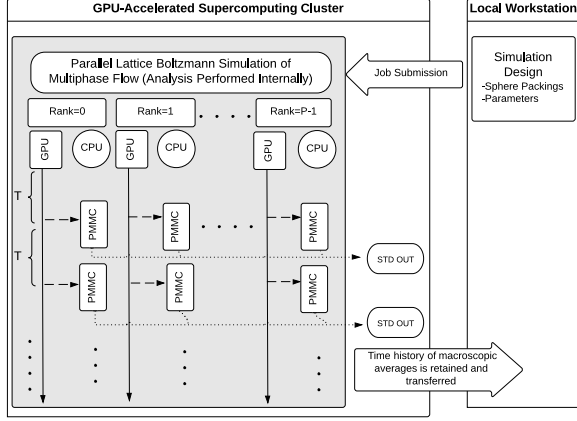 GPU-Accelerated Supercomputing Cluster
Local Workstation
Parallel Lattice Boltzmann Simulation of
Multiphase Flow (Analysis Performed Internally)
Job Submission
Simulation
Design
-Sphere Packings
-Parameters
Rank=0
Rank=1
Rank=P-1
GPU
CPU
GPU
CPU
GPU
CPU
T
PMMC
PMMC
PMMC
T
STD OUT
PMMC
PMMC
PMMC
STD OUT
Time history of macroscopic
averages is retained and
transferred